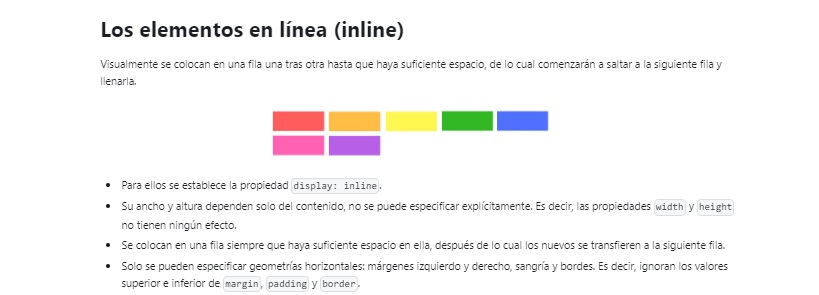 Los elementos en línea (inline)
Visualmente se colocan en una fila una tras otra hasta que haya suficiente espacio, de lo cual comenzarán a saltar a la siguiente fila y
llenarla.
Para ellos se establece la propiedad display: inline.
Su ancho y altura dependen solo del contenido, no se puede especificar explícitamente. Es decir, las propiedades width y height
no tienen ningún efecto.
Se colocan en una fila siempre que haya suficiente espacio en ella, después de lo cual los nuevos se transfieren a la siguiente fila.
Solo se pueden especificar geometrías horizontales: márgenes izquierdo y derecho, sangría y bordes. Es decir, ignoran los valores
superior e inferior de margin, padding y border.